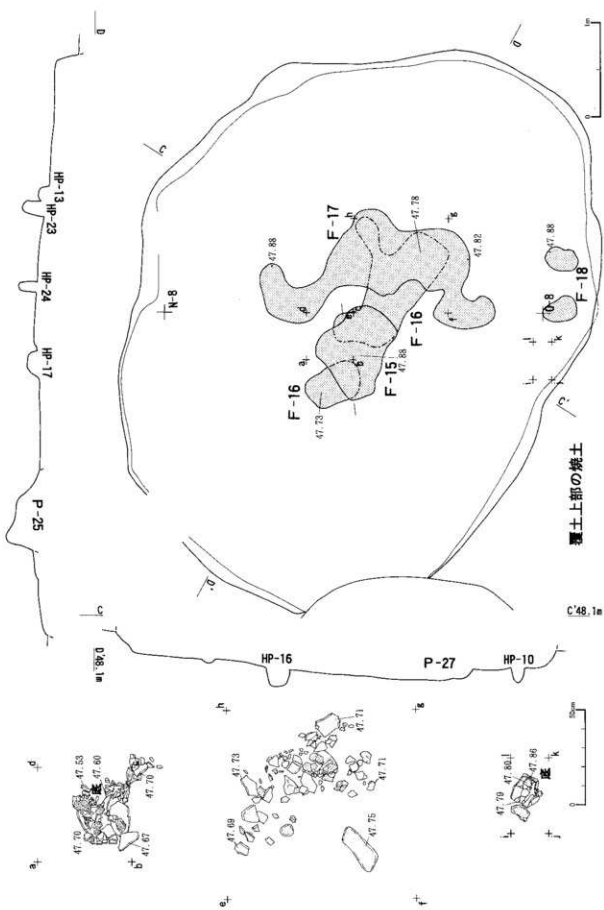 D
HP-13
HP-23
HP-24
HP-17
P-25
D'48.1m
1m
0
D
C
N-8
F-17
h
47.88
47.78
g
47.82
d
e
c
a
b
f
F-16
F-15
47.88
F-16
47.73
47.88
F-18
O-8
i
l
k
j
C'
D'
覆土上部の焼土
C
C'48.1m
HP-16
P-27
HP-10
d
47.53
47.60
底
47.70
47.70
47.67
a
b
h
g
47.71
47.73
47.71
47.69
47.75
e
f
50cm
0
l
k
47.80
47.86
底
47.79
i
j